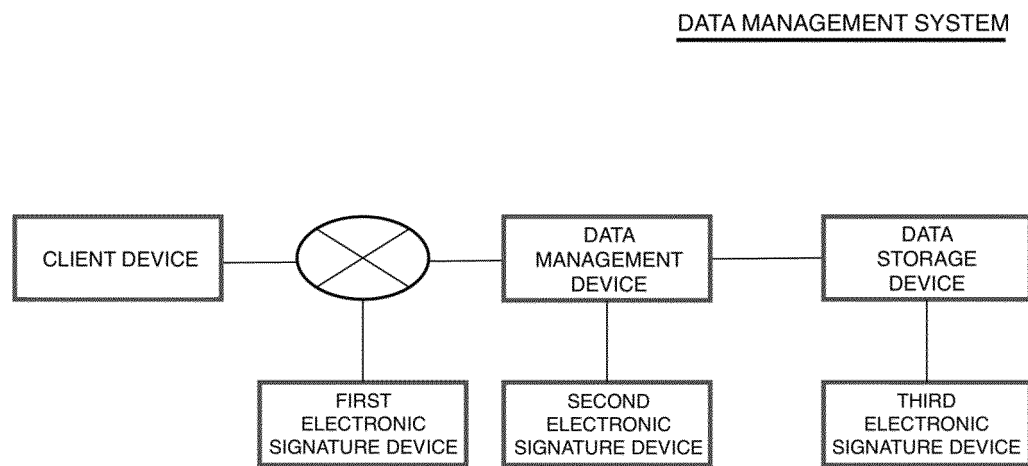 DATA MANAGEMENT SYSTEM
CLIENT DEVICE
DATA
MANAGEMENT
DEVICE
DATA
STORAGE
DEVICE
FIRST
ELECTRONIC
SIGNATURE DEVICE
SECOND
ELECTRONIC
SIGNATURE DEVICE
THIRD
ELECTRONIC
SIGNATURE DEVICE